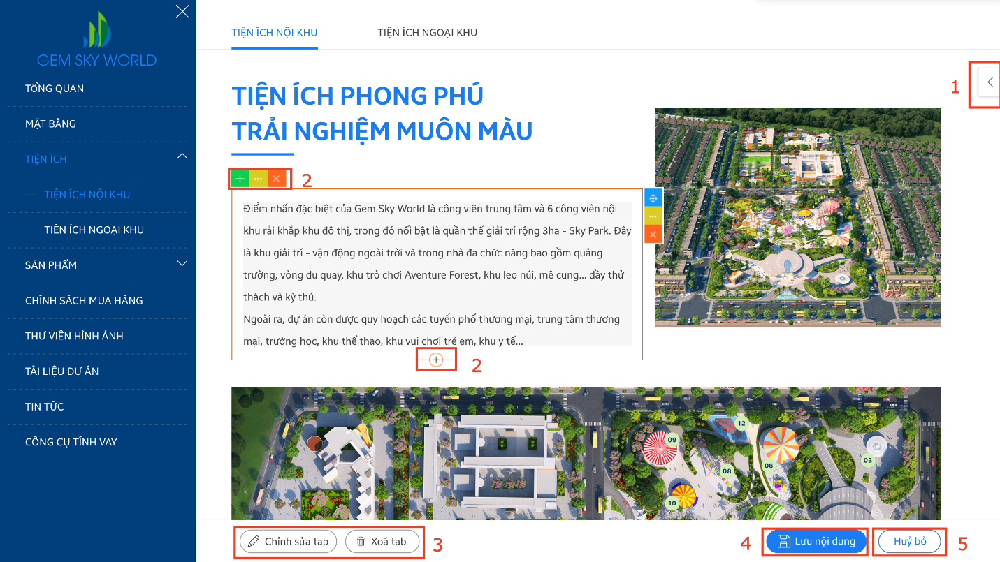 GEM SKY WORLD
TỔNG QUAN
MẶT BẰNG
TIỆN ÍCH
TIỆN ÍCH NỘI KHU
TIỆN ÍCH NGOẠI KHU
SẢN PHẨM
CHÍNH SÁCH MUA HÀNG
THƯ VIỆN HÌNH ẢNH
TÀI LIỆU DỰ ÁN
TIN TỨC
CÔNG CỤ TÍNH VAY
TIỆN ÍCH NỘI KHU
TIỆN ÍCH NGOẠI KHU
1
TIỆN ÍCH PHONG PHÚ
TRẢI NGHIỆM MUÔN MÀU
2
Điểm nhấn đặc biệt của Gem Sky World là công viên trung tâm và 6 công viên nội
khu rải khắp khu đô thị, trong đó nổi bật là quần thể giải trí rộng 3ha - Sky Park. Đây
là khu giải trí - vận động ngoài trời và trong nhà đa chức năng bao gồm quảng
trường, vòng đu quay, khu trò chơi Aventure Forest, khu leo núi, mê cung... đầy thử
thách và kỳ thú.
Ngoài ra, dự án còn được quy hoạch các tuyến phố thương mại, trung tâm thương
mại, trường học, khu thể thao, khu vui chơi trẻ em, khu y tế...
2
12
09
03
06
08
10
Chỉnh sửa tab
Xoá tab
3
4
Lưu nội dung
Huỷ bỏ
5